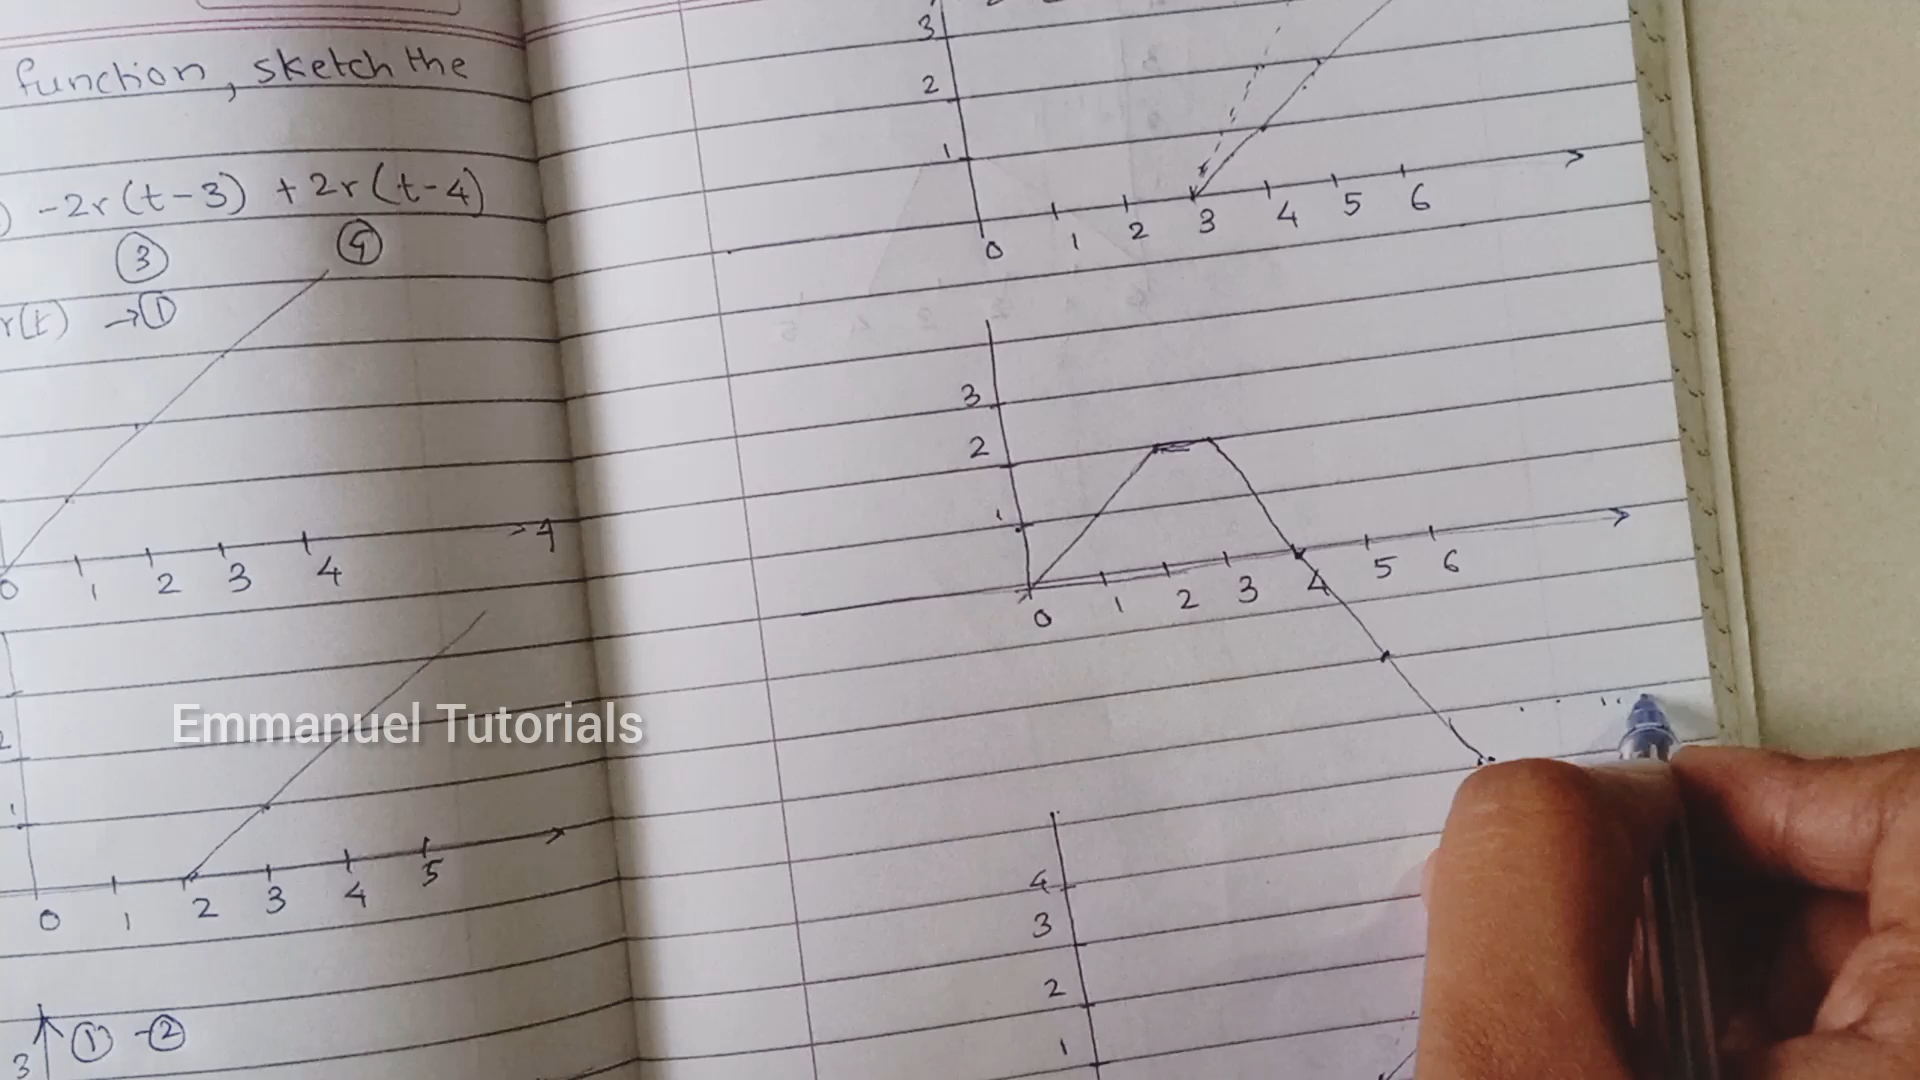 function, sketch the
) -2r(t-3) +2r(t-4)
③ ④
r(t) →①
0 1 2 3 4
1
0 1 2 3 4 5
① -②
3
3
2
1
0 1 2 3 4 5 6
3
2
1
0 1 2 3 4 5 6
4
3
2
1
Emmanuel Tutorials